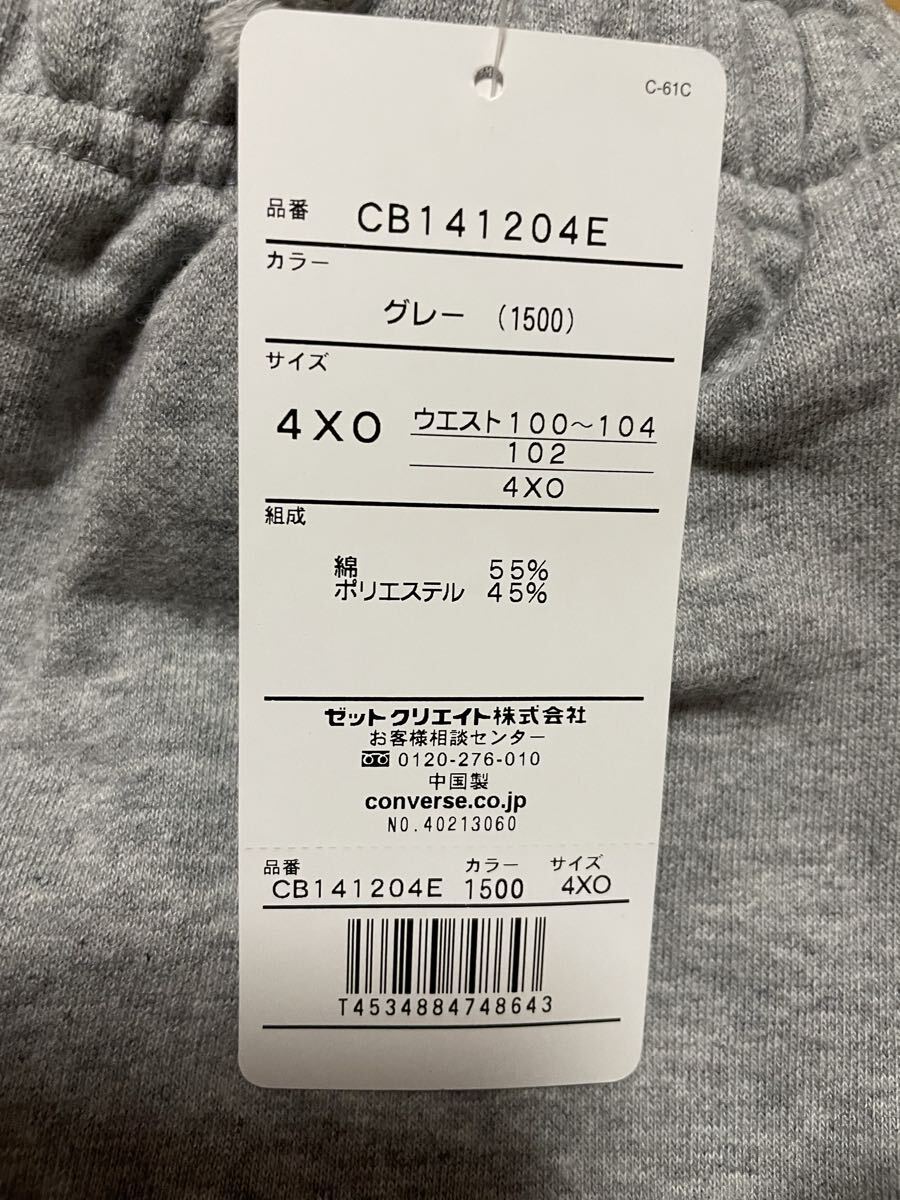 C-61C
品番 CB141204E
カラー
グレー (1500)
サイズ
4XO ウエスト100～104
102
4XO
組成
綿 55%
ポリエステル 45%
ゼットクリエイト株式会社
お客様相談センター
0120-276-010
中国製
converse.co.jp
NO.40213060
品番 カラー サイズ
CB141204E 1500 4XO
T4534884748643